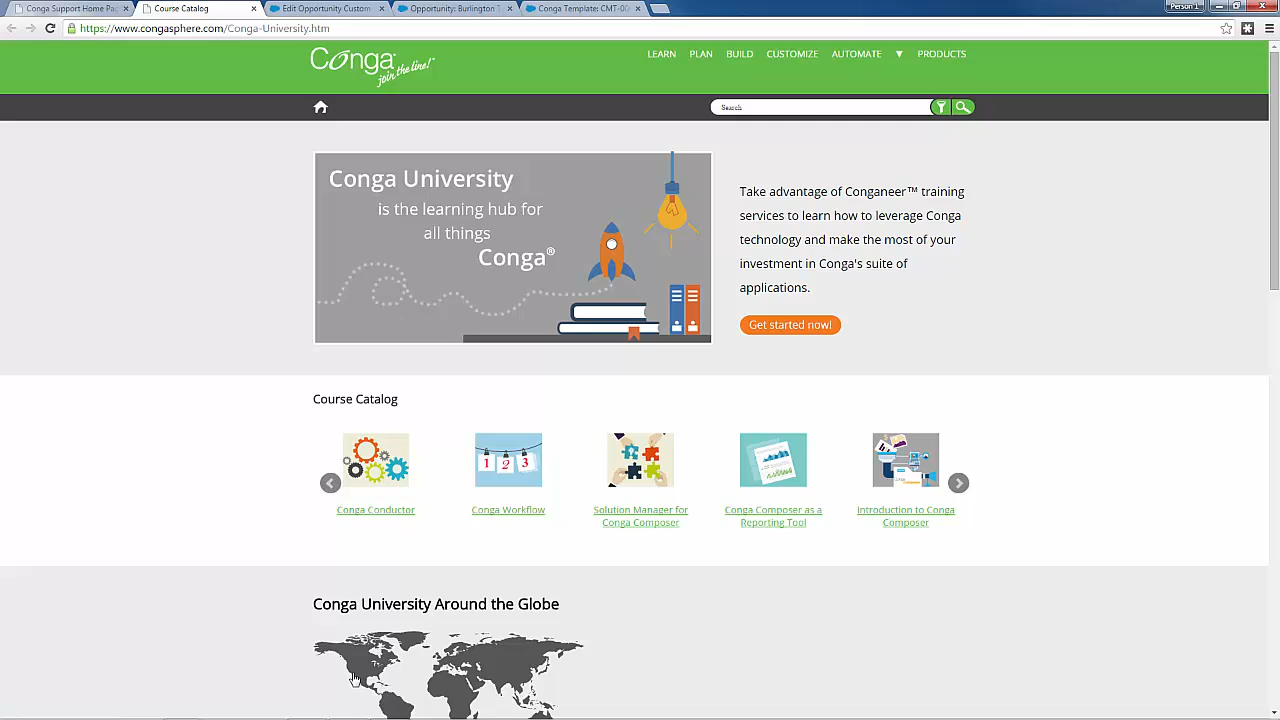 Conga Support Home Pag
Course Catalog
Edit Opportunity Custom
Opportunity: Burlington T
Conga Template: CMT-00
Person 1
https://www.congasphere.com/Conga-University.htm
Conga
join the line!
LEARN PLAN BUILD CUSTOMIZE AUTOMATE ▼ PRODUCTS
Search
Conga University
is the learning hub for
all things
Conga®
Take advantage of Conganeer™ training
services to learn how to leverage Conga
technology and make the most of your
investment in Conga's suite of
applications.
Get started now!
Course Catalog
1 2 3
Conga Conductor
Conga Workflow
Solution Manager for
Conga Composer
Conga Composer as a
Reporting Tool
Introduction to Conga
Composer
Conga University Around the Globe